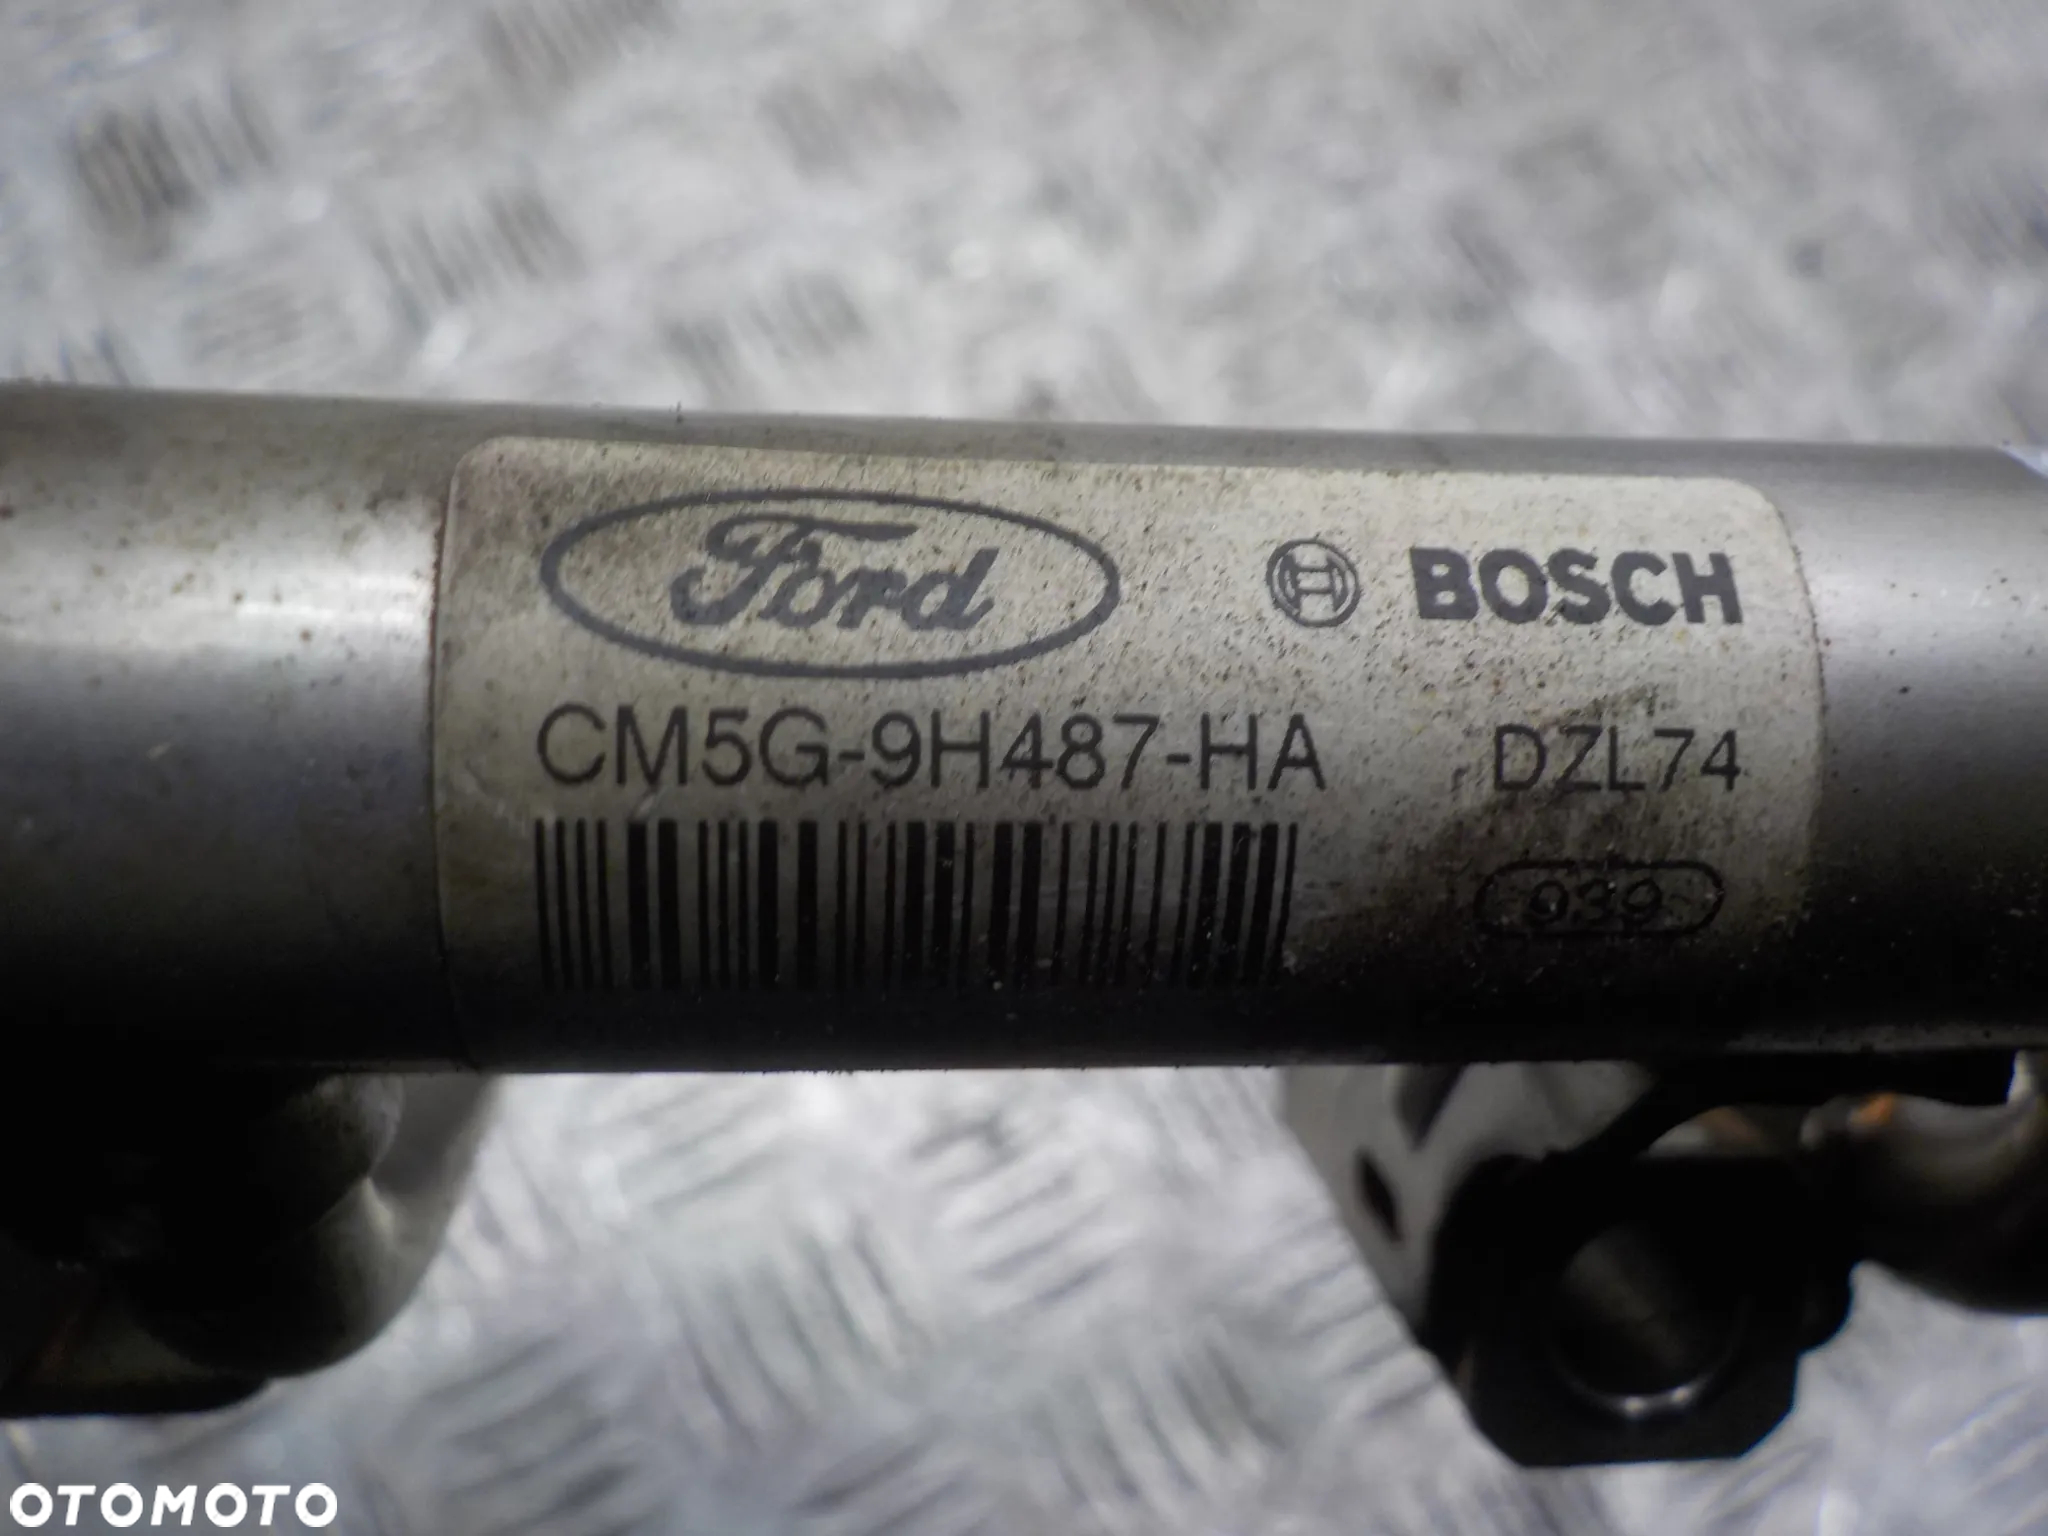 Ford BOSCH
CM5G-9H487-HA DZL74
939
OTOMOTO